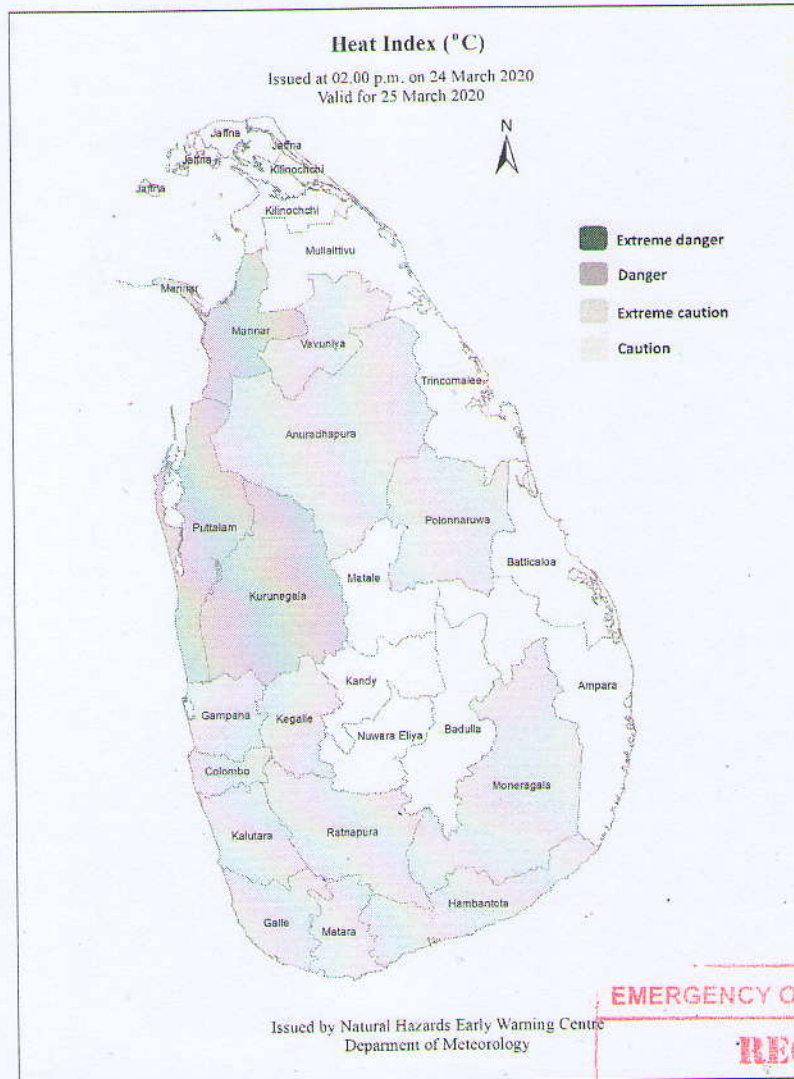 Heat Index (°C)
Issued at 02.00 p.m. on 24 March 2020
Valid for 25 March 2020
N
Jaffna
Jaffna
Jaffna
Kilinochchi
Jaffna
Kilinochchi
Mullaittivu
Extreme danger
Danger
Extreme caution
Caution
Mannar
Mannar
Vavuniya
Trincomalee
Anuradhapura
Polonnaruwa
Puttalam
Batticaloa
Matale
Kurunegala
Kandy
Ampara
Gampaha
Kegalle
Nuwara Eliya
Badulla
Colombo
Moneragala
Kalutara
Ratnapura
Hambantota
Galle
Matara
EMERGENCY O
Issued by Natural Hazards Early Warning Centre
Deparment of Meteorology
REC